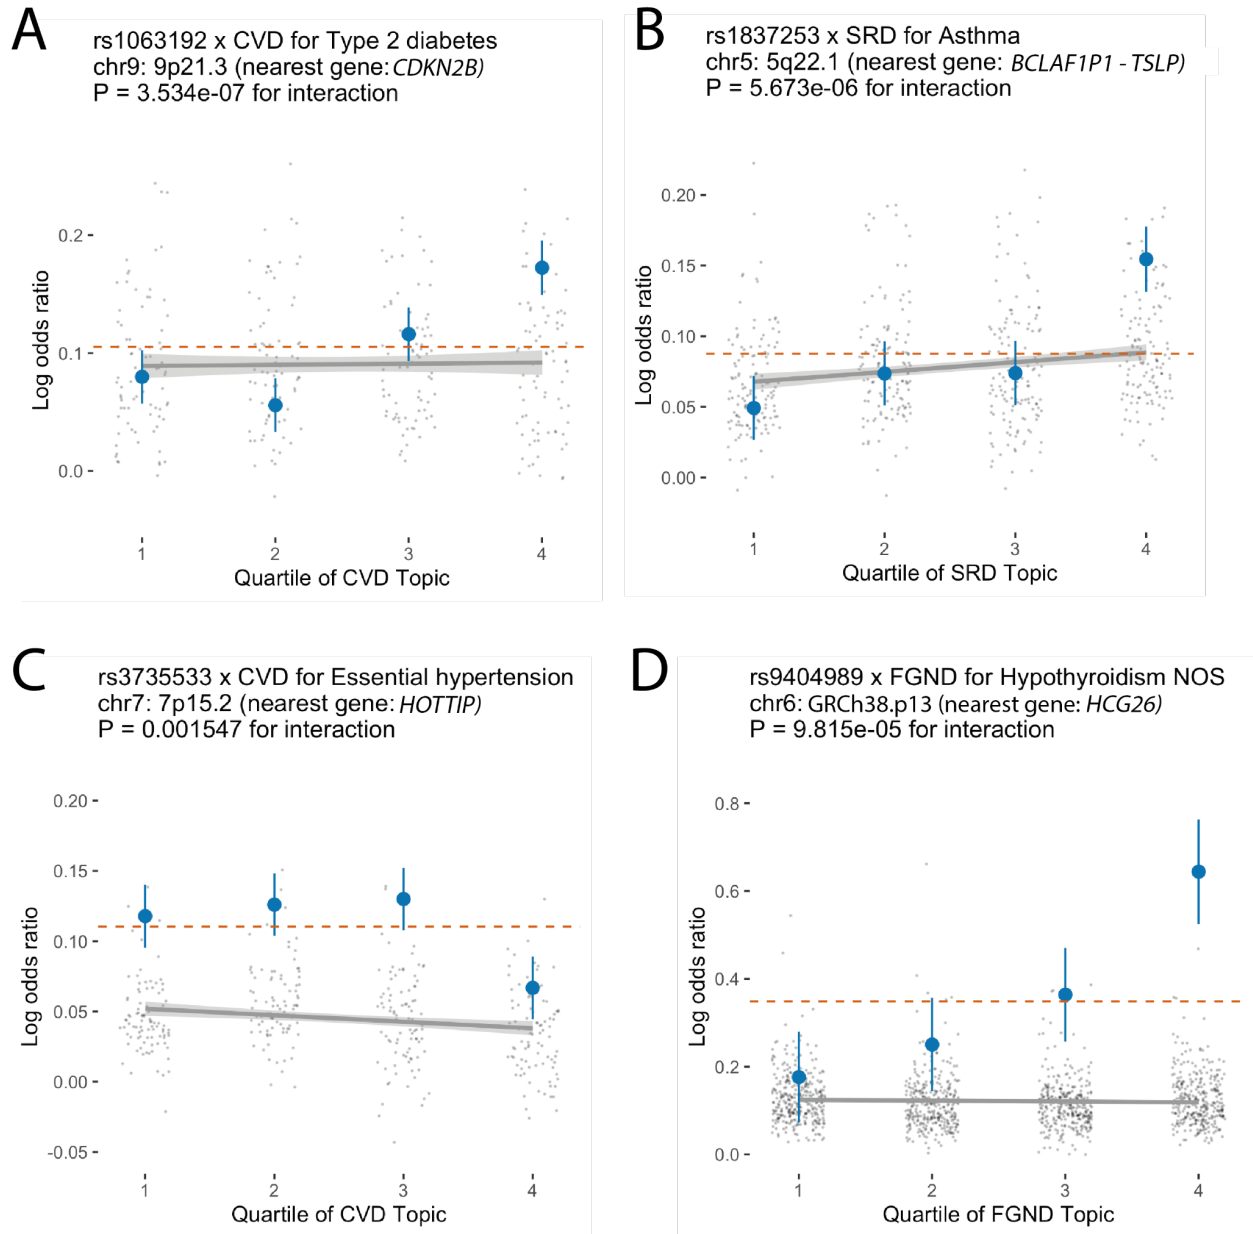 A
rs1063192 x CVD for Type 2 diabetes
chr9: 9p21.3 (nearest gene: CDKN2B)
P = 3.534e-07 for interaction
Log odds ratio
0.2
0.1
0.0
1 2 3 4
Quartile of CVD Topic
B
rs1837253 x SRD for Asthma
chr5: 5q22.1 (nearest gene: BCLAF1P1 - TSLP)
P = 5.673e-06 for interaction
Log odds ratio
0.20
0.15
0.10
0.05
0.00
1 2 3 4
Quartile of SRD Topic
C
rs3735533 x CVD for Essential hypertension
chr7: 7p15.2 (nearest gene: HOTTIP)
P = 0.001547 for interaction
Log odds ratio
0.20
0.15
0.10
0.05
0.00
-0.05
1 2 3 4
Quartile of CVD Topic
D
rs9404989 x FGND for Hypothyroidism NOS
chr6: GRCh38.p13 (nearest gene: HCG26)
P = 9.815e-05 for interaction
Log odds ratio
0.8
0.6
0.4
0.2
0.0
1 2 3 4
Quartile of FGND Topic